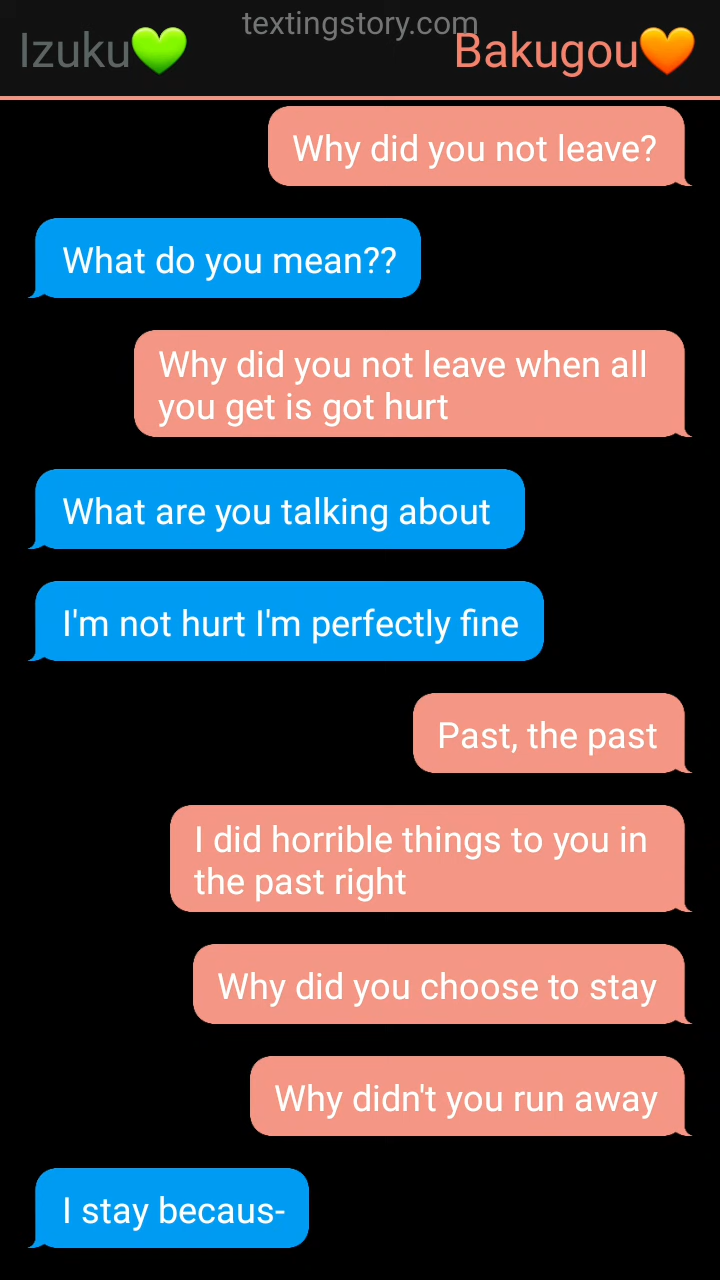 textingstory.com
Izuku💚
Bakugou🧡
Why did you not leave?
What do you mean??
Why did you not leave when all
you get is got hurt
What are you talking about
I'm not hurt I'm perfectly fine
Past, the past
I did horrible things to you in
the past right
Why did you choose to stay
Why didn't you run away
I stay becaus-